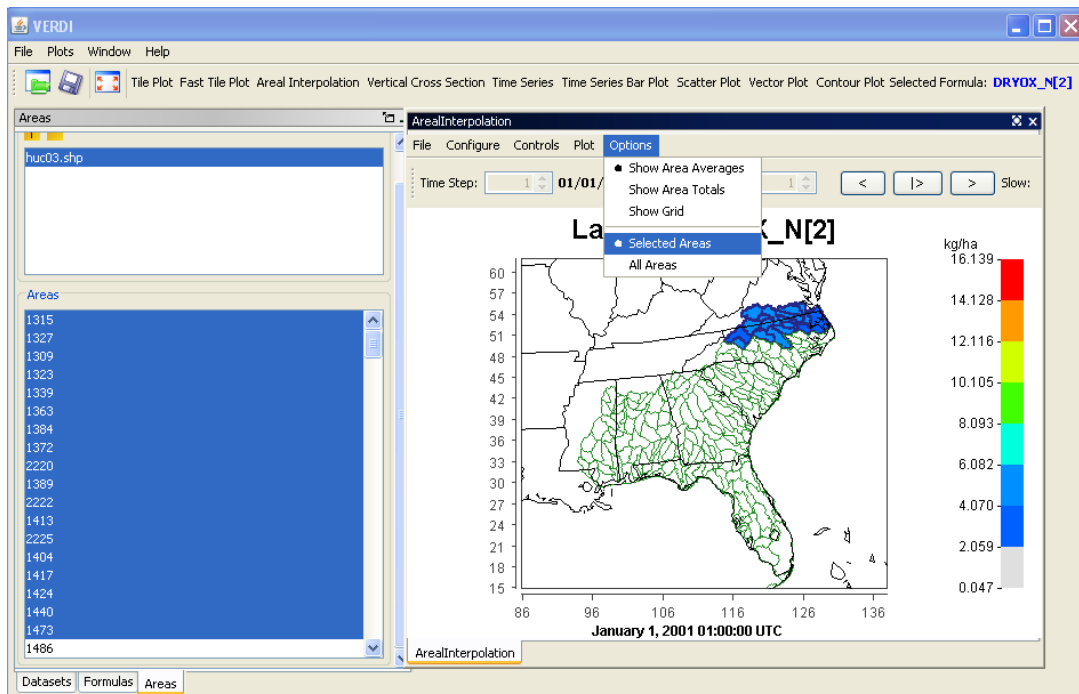 VERDI
File Plots Window Help
Tile Plot Fast Tile Plot Areal Interpolation Vertical Cross Section Time Series Time Series Bar Plot Scatter Plot Vector Plot Contour Plot Selected Formula: DRYOX_N[2]
Areas
huc03.shp
Areas
1315
1327
1309
1323
1339
1363
1384
1372
2220
1389
2222
1413
2225
1404
1417
1424
1440
1473
1486
Datasets Formulas Areas
ArealInterpolation
File Configure Controls Plot Options
Show Area Averages
Show Area Totals
Show Grid
Selected Areas
All Areas
Time Step: 1 01/01/ 1 < |> > Slow:
La X_N[2]
kg/ha
16.139
14.128
12.116
10.105
8.093
6.082
4.070
2.059
0.047
60
57
54
51
48
45
42
39
36
33
30
27
24
21
18
15
86 96 106 116 126 136
January 1, 2001 01:00:00 UTC
ArealInterpolation